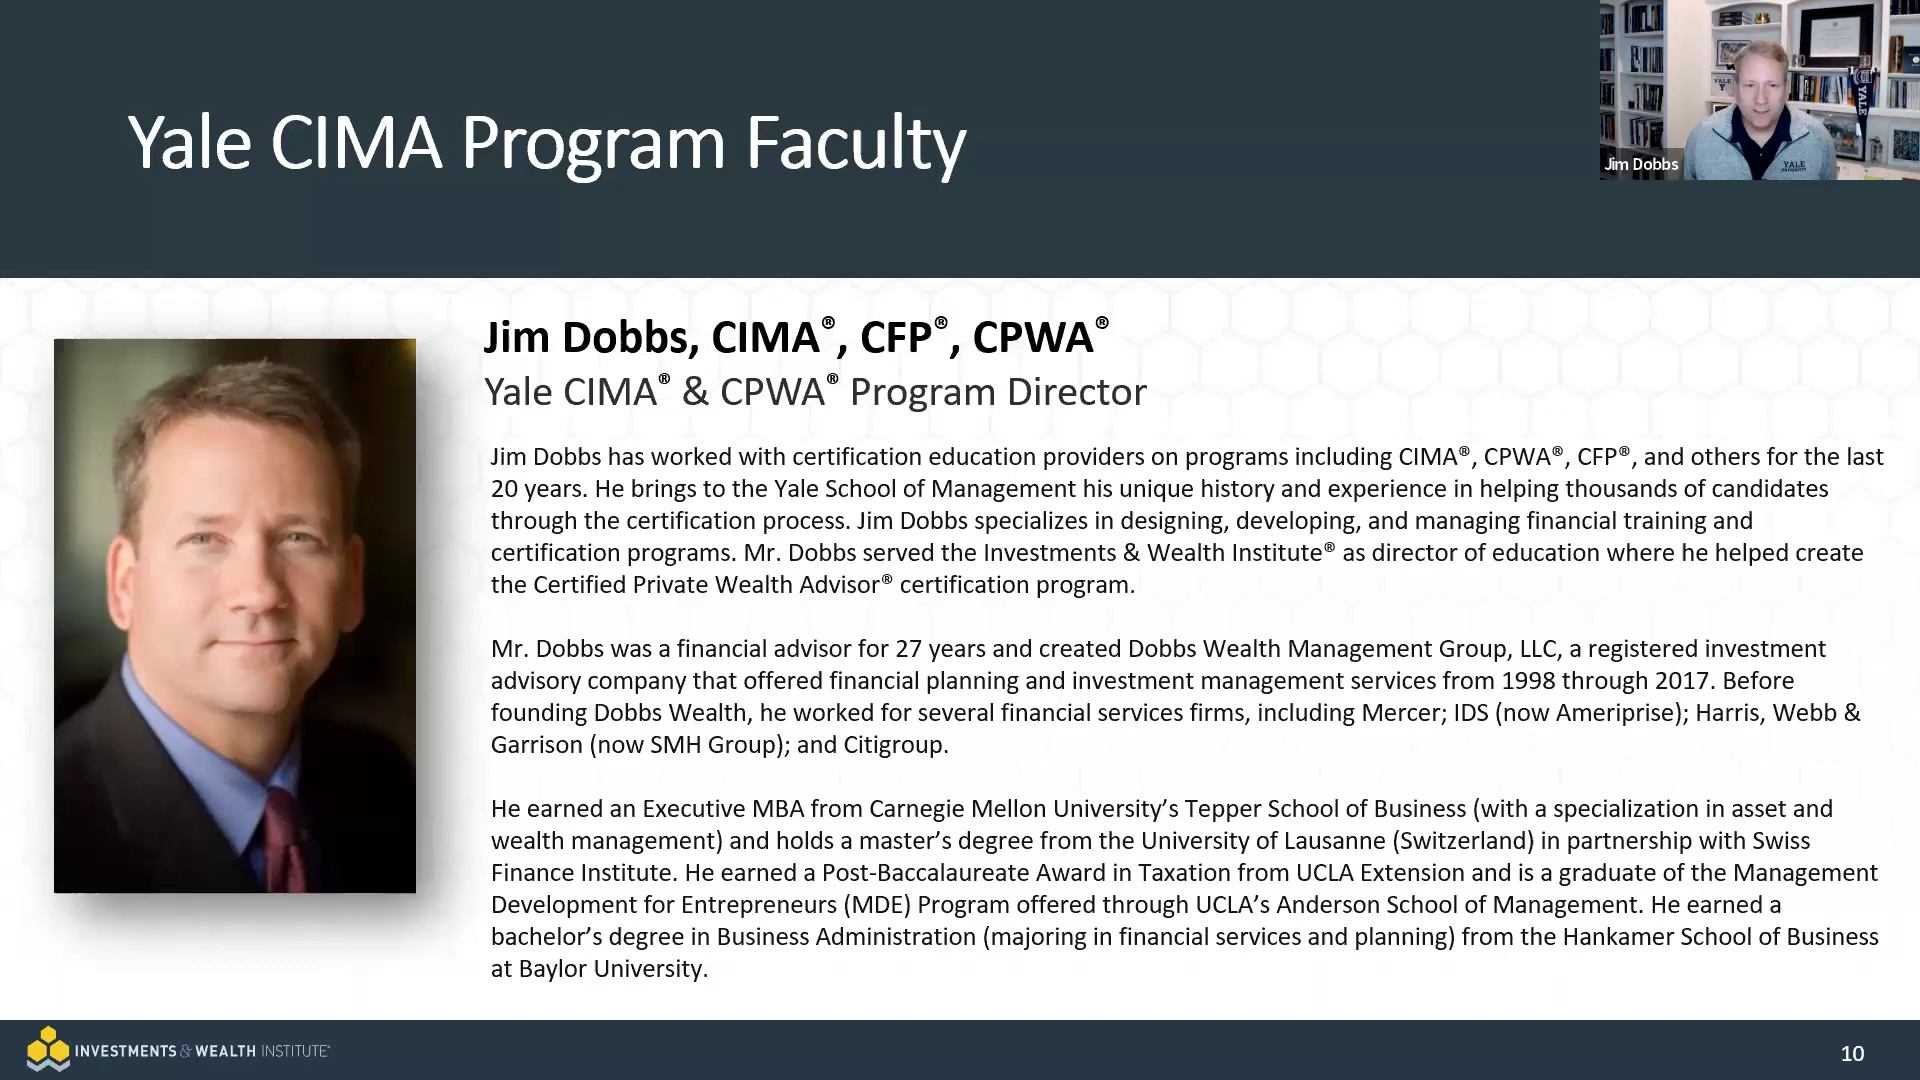 Yale CIMA Program Faculty
YALE
YALE
YALE
UNIVERSITY
Jim Dobbs
Jim Dobbs, CIMA®, CFP®, CPWA®
Yale CIMA® & CPWA® Program Director
Jim Dobbs has worked with certification education providers on programs including CIMA®, CPWA®, CFP®, and others for the last
20 years. He brings to the Yale School of Management his unique history and experience in helping thousands of candidates
through the certification process. Jim Dobbs specializes in designing, developing, and managing financial training and
certification programs. Mr. Dobbs served the Investments & Wealth Institute® as director of education where he helped create
the Certified Private Wealth Advisor® certification program.
Mr. Dobbs was a financial advisor for 27 years and created Dobbs Wealth Management Group, LLC, a registered investment
advisory company that offered financial planning and investment management services from 1998 through 2017. Before
founding Dobbs Wealth, he worked for several financial services firms, including Mercer; IDS (now Ameriprise); Harris, Webb &
Garrison (now SMH Group); and Citigroup.
He earned an Executive MBA from Carnegie Mellon University’s Tepper School of Business (with a specialization in asset and
wealth management) and holds a master’s degree from the University of Lausanne (Switzerland) in partnership with Swiss
Finance Institute. He earned a Post-Baccalaureate Award in Taxation from UCLA Extension and is a graduate of the Management
Development for Entrepreneurs (MDE) Program offered through UCLA’s Anderson School of Management. He earned a
bachelor’s degree in Business Administration (majoring in financial services and planning) from the Hankamer School of Business
at Baylor University.
INVESTMENTS & WEALTH INSTITUTE®
10